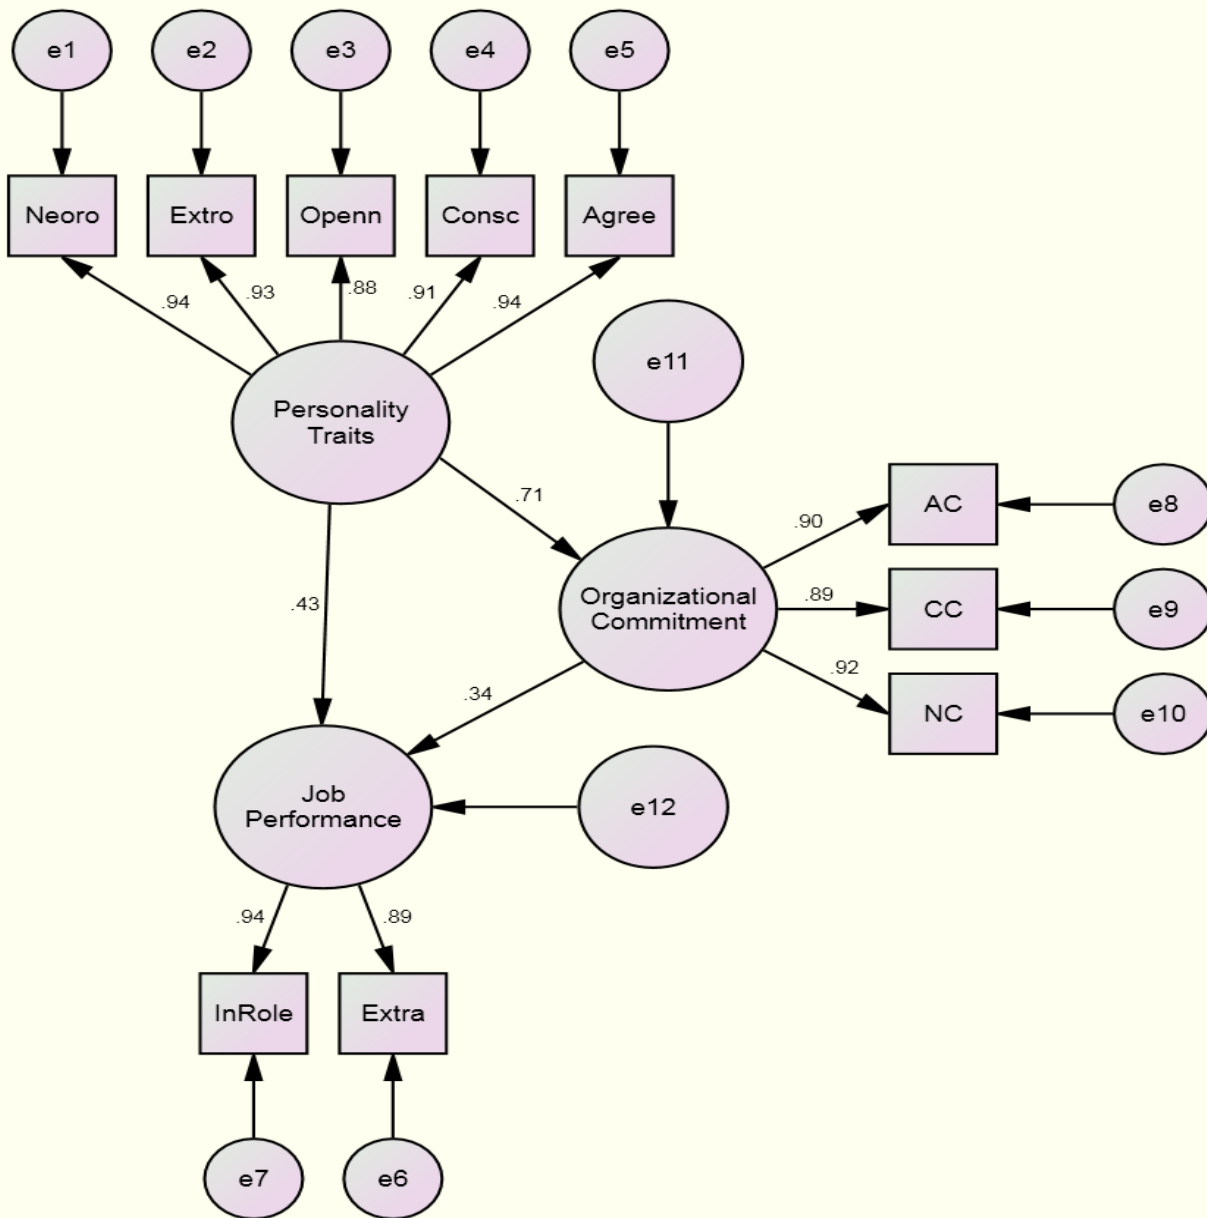 e1
e2
e3
e4
e5
Neoro
Extro
Openn
Consc
Agree
.94
.93
.88
.91
.94
e11
Personality
Traits
.71
AC
e8
.90
.43
Organizational
Commitment
.89
CC
e9
.92
.34
NC
e10
Job
Performance
e12
.94
.89
InRole
Extra
e7
e6